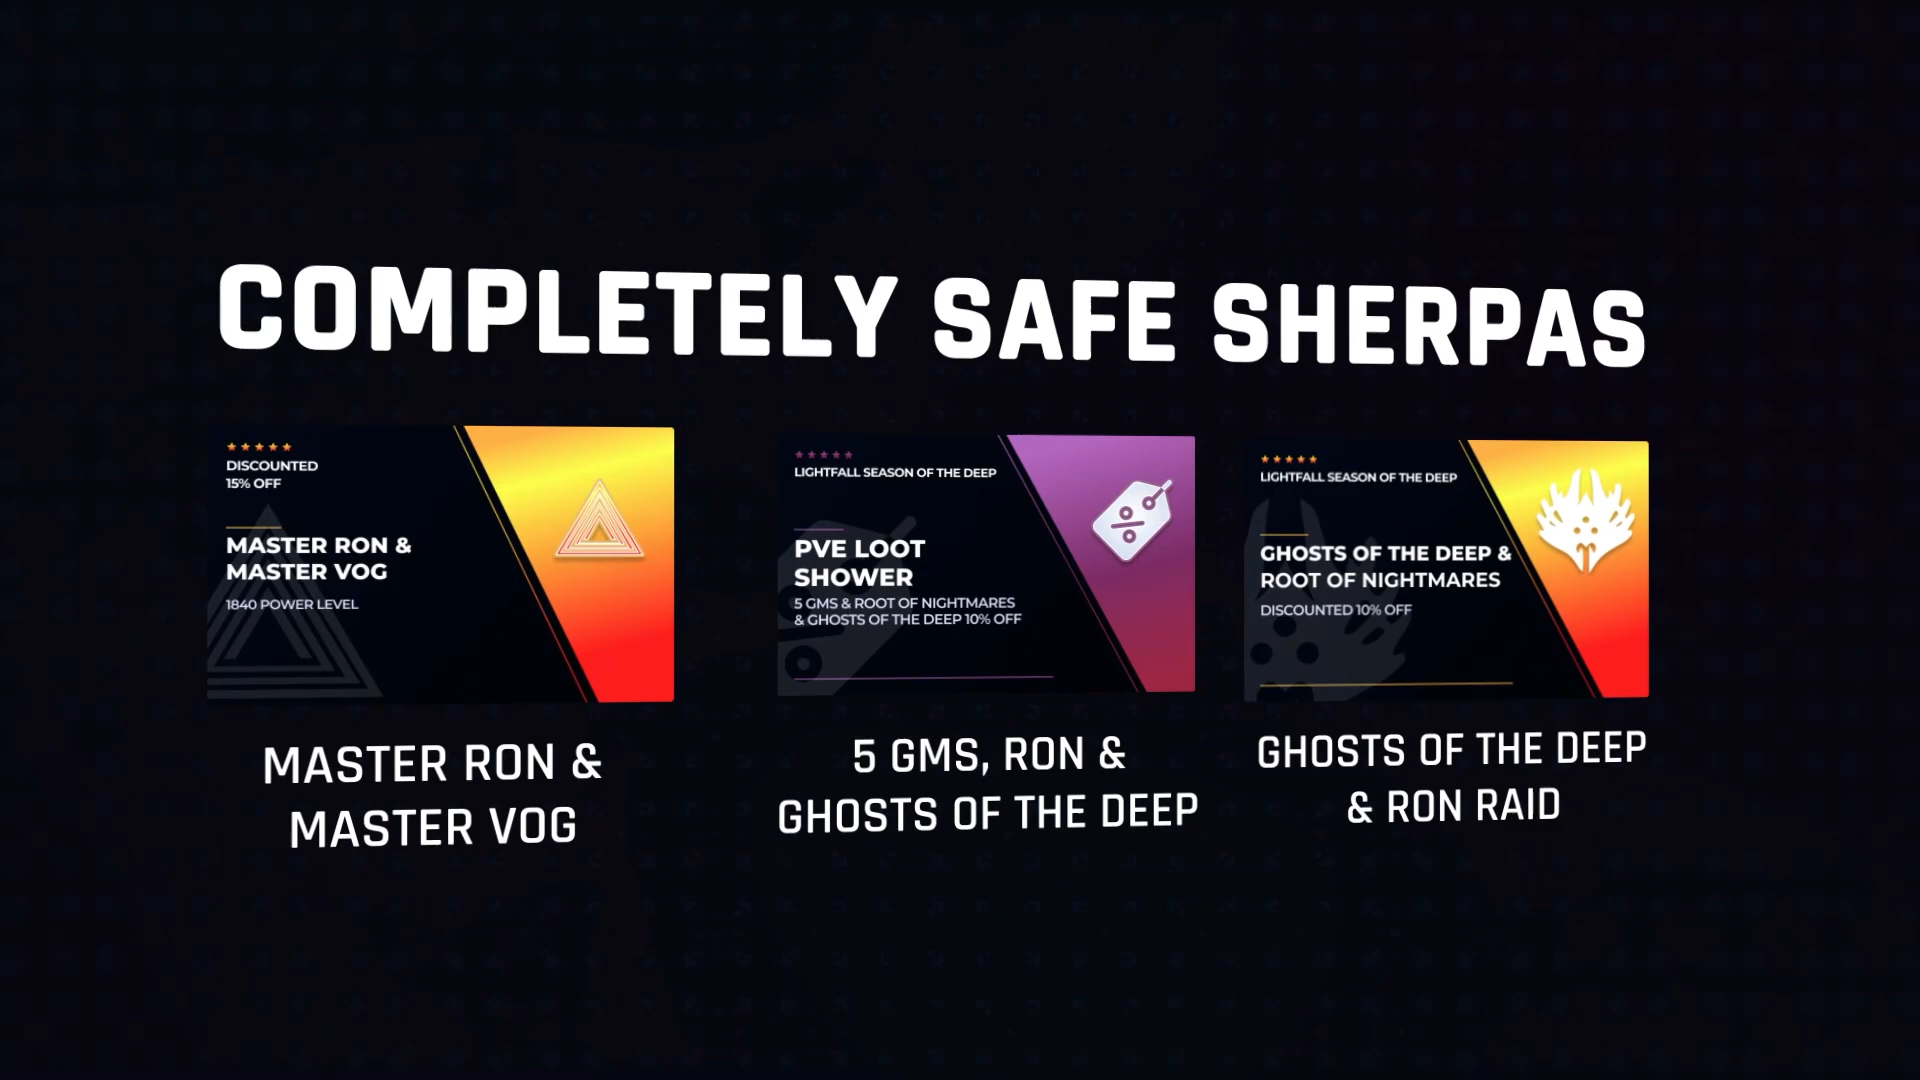 COMPLETELY SAFE SHERPAS
DISCOUNTED
15% OFF
MASTER RON &
MASTER VOG
1840 POWER LEVEL
MASTER RON &
MASTER VOG
LIGHTFALL SEASON OF THE DEEP
PVE LOOT
SHOWER
5 GMS & ROOT OF NIGHTMARES
& GHOSTS OF THE DEEP 10% OFF
5 GMS, RON &
GHOSTS OF THE DEEP
LIGHTFALL SEASON OF THE DEEP
GHOSTS OF THE DEEP &
ROOT OF NIGHTMARES
DISCOUNTED 10% OFF
GHOSTS OF THE DEEP
& RON RAID